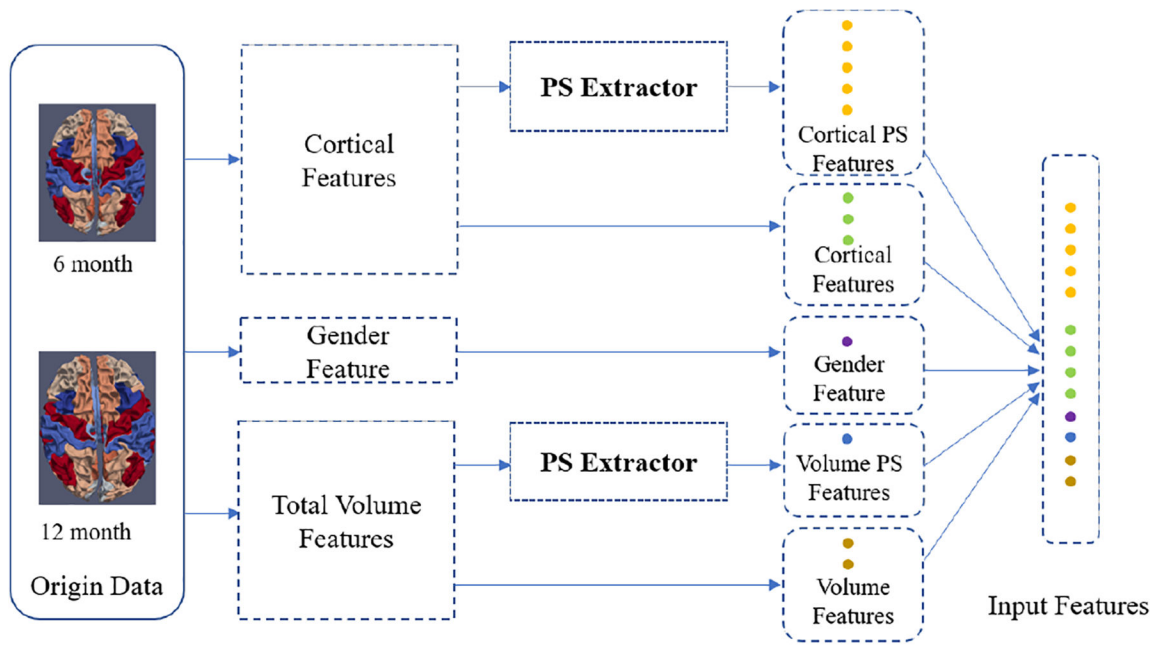 6 month
12 month
Origin Data
Cortical
Features
Gender
Feature
Total Volume
Features
PS Extractor
PS Extractor
Cortical PS
Features
Cortical
Features
Gender
Feature
Volume PS
Features
Volume
Features
Input Features